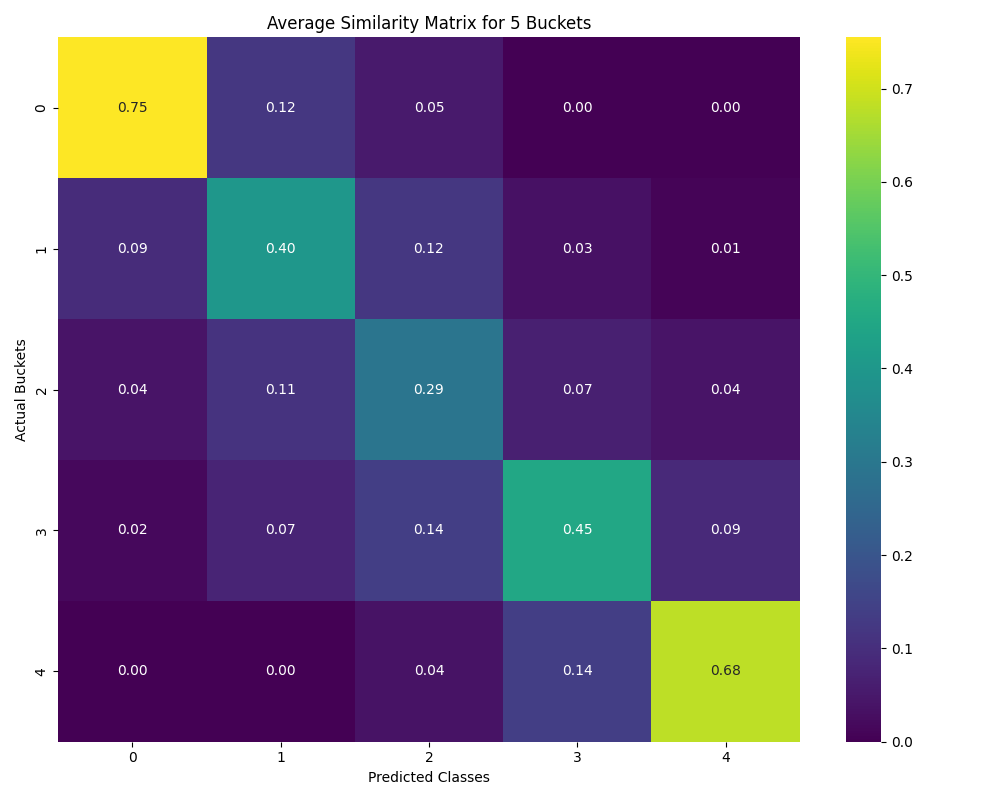 Average Similarity Matrix for 5 Buckets
0 0.75 0.12 0.05 0.00 0.00
1 0.09 0.40 0.12 0.03 0.01
2 0.04 0.11 0.29 0.07 0.04
3 0.02 0.07 0.14 0.45 0.09
4 0.00 0.00 0.04 0.14 0.68
0 1 2 3 4
Predicted Classes
Actual Buckets
0.7
0.6
0.5
0.4
0.3
0.2
0.1
0.0